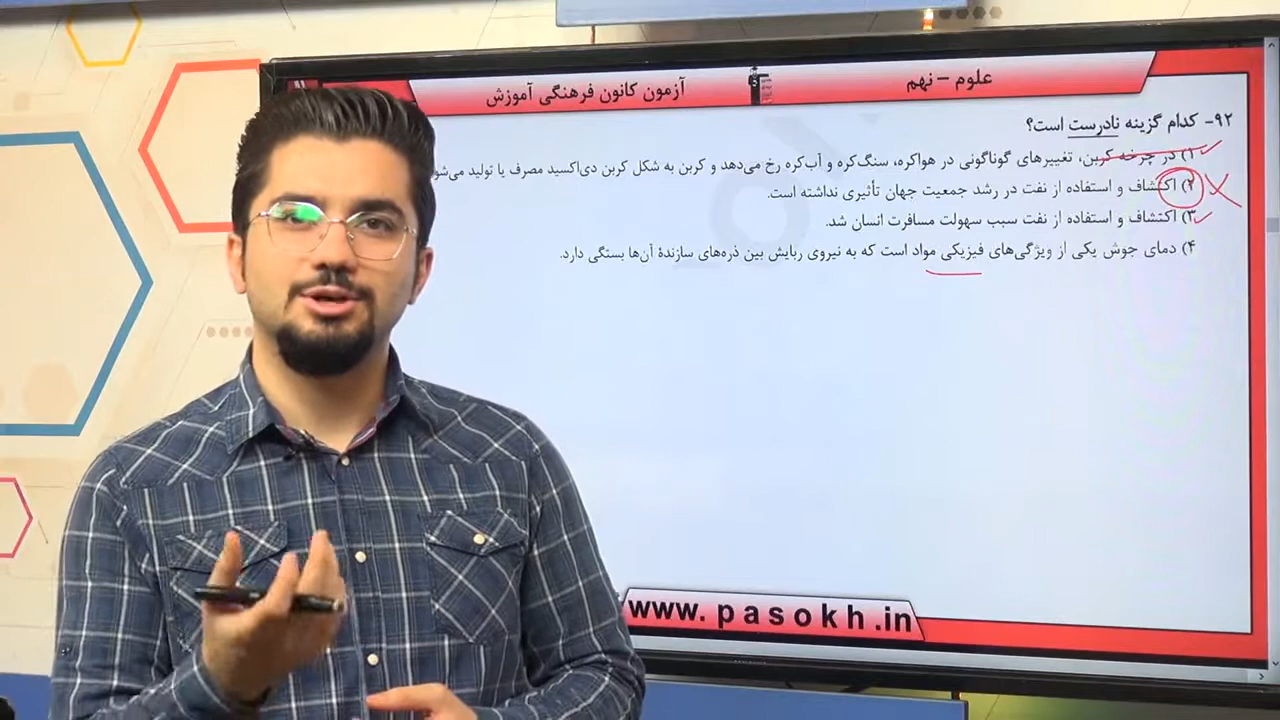 علوم – نهم
آزمون کانون فرهنگی آموزش
۹۲- کدام گزینه نادرست است؟
۱) در چرخه کربن، تغییرهای گوناگونی در هواکره، سنگ‌کره و آب‌کره رخ می‌دهد و کربن به شکل کربن دی‌اکسید مصرف یا تولید می‌شو
۲) اکتشاف و استفاده از نفت در رشد جمعیت جهان تأثیری نداشته است.
۳) اکتشاف و استفاده از نفت سبب سهولت مسافرت انسان شد.
۴) دمای جوش یکی از ویژگی‌های فیزیکی مواد است که به نیروی ربایش بین ذره‌های سازندهٔ آن‌ها بستگی دارد.
www.pasokh.in